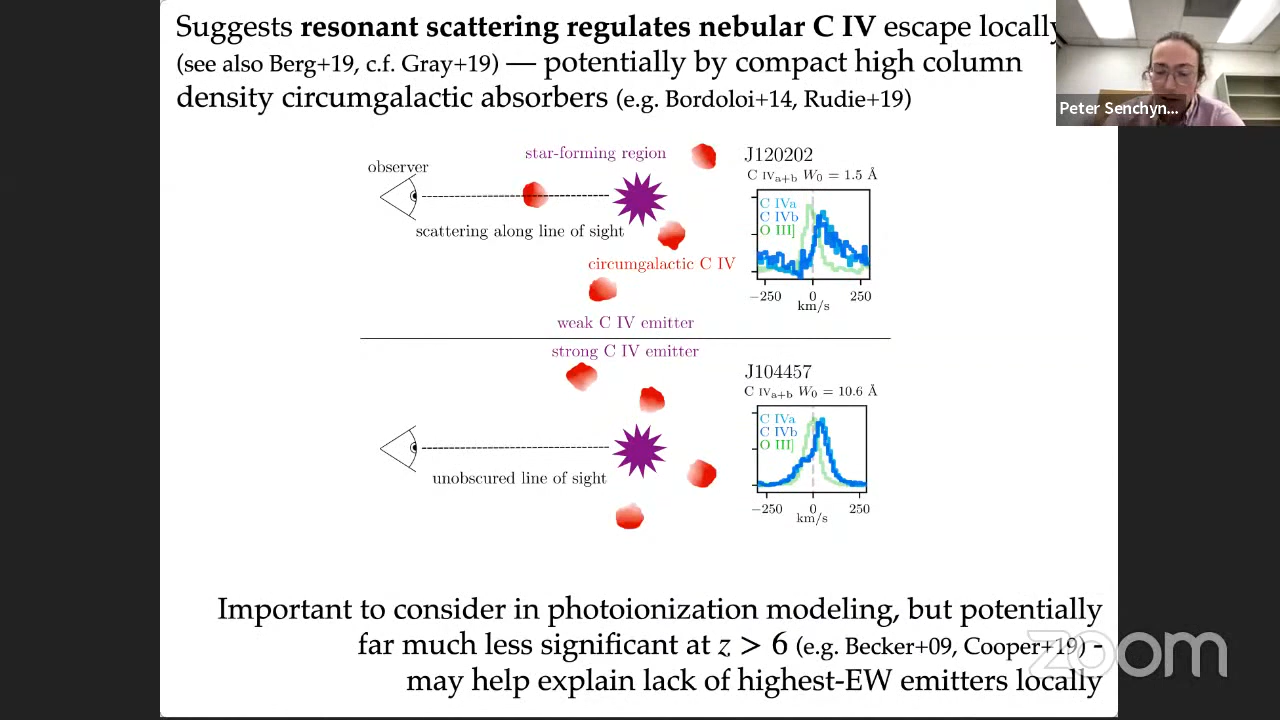 Suggests resonant scattering regulates nebular C IV escape locally
(see also Berg+19, c.f. Gray+19) — potentially by compact high column
density circumgalactic absorbers (e.g. Bordoloi+14, Rudie+19)
Peter Senchyn...
star-forming region
observer
scattering along line of sight
circumgalactic C IV
weak C IV emitter
J120202
C IVa+b W0 = 1.5 Å
C IVa
C IVb
O III]
−250 0 250
km/s
strong C IV emitter
unobscured line of sight
J104457
C IVa+b W0 = 10.6 Å
C IVa
C IVb
O III]
−250 0 250
km/s
Important to consider in photoionization modeling, but potentially
far much less significant at z > 6 (e.g. Becker+09, Cooper+19) -
may help explain lack of highest-EW emitters locally
zoom